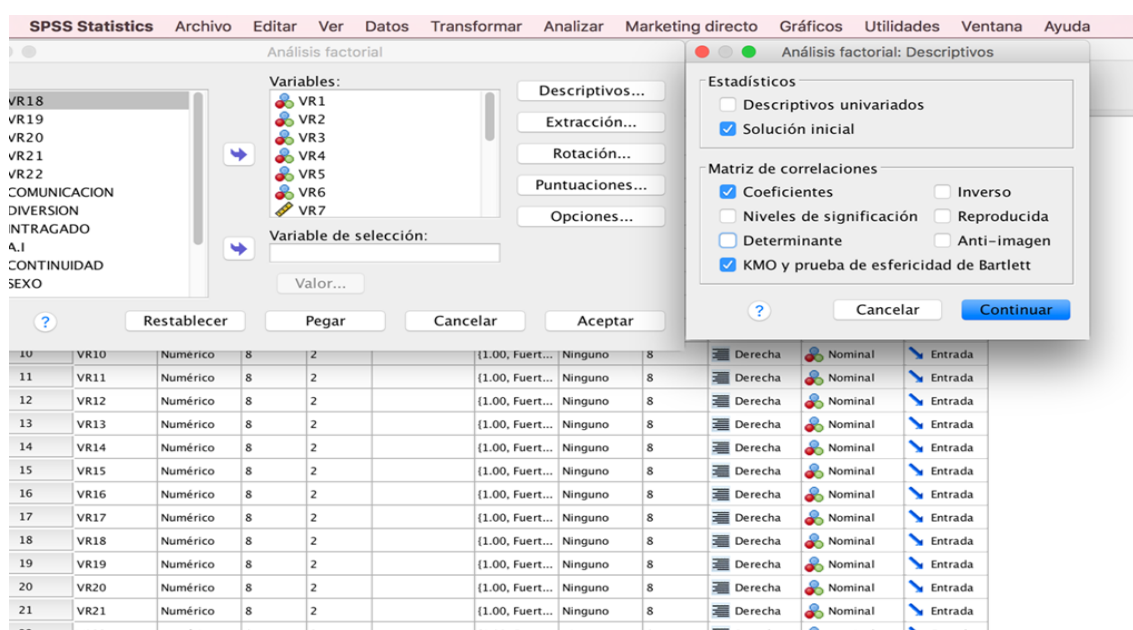 SPSS Statistics Archivo Editar Ver Datos Transformar Analizar Marketing directo Gráficos Utilidades Ventana Ayuda
Análisis factorial
VR18
VR19
VR20
VR21
VR22
COMUNICACION
DIVERSION
INTRAGADO
A.I
CONTINUIDAD
SEXO
Variables:
VR1
VR2
VR3
VR4
VR5
VR6
VR7
Variable de selección:
Valor...
Descriptivos...
Extracción...
Rotación...
Puntuaciones...
Opciones...
? Restablecer Pegar Cancelar Aceptar
Análisis factorial: Descriptivos
Estadísticos
Descriptivos univariados
Solución inicial
Matriz de correlaciones
Coeficientes Inverso
Niveles de significación Reproducida
Determinante Anti-imagen
KMO y prueba de esfericidad de Bartlett
? Cancelar Continuar
10 VR10 Numérico 8 2 {1.00, Fuert... Ninguno 8 Derecha Nominal Entrada
11 VR11 Numérico 8 2 {1.00, Fuert... Ninguno 8 Derecha Nominal Entrada
12 VR12 Numérico 8 2 {1.00, Fuert... Ninguno 8 Derecha Nominal Entrada
13 VR13 Numérico 8 2 {1.00, Fuert... Ninguno 8 Derecha Nominal Entrada
14 VR14 Numérico 8 2 {1.00, Fuert... Ninguno 8 Derecha Nominal Entrada
15 VR15 Numérico 8 2 {1.00, Fuert... Ninguno 8 Derecha Nominal Entrada
16 VR16 Numérico 8 2 {1.00, Fuert... Ninguno 8 Derecha Nominal Entrada
17 VR17 Numérico 8 2 {1.00, Fuert... Ninguno 8 Derecha Nominal Entrada
18 VR18 Numérico 8 2 {1.00, Fuert... Ninguno 8 Derecha Nominal Entrada
19 VR19 Numérico 8 2 {1.00, Fuert... Ninguno 8 Derecha Nominal Entrada
20 VR20 Numérico 8 2 {1.00, Fuert... Ninguno 8 Derecha Nominal Entrada
21 VR21 Numérico 8 2 {1.00, Fuert... Ninguno 8 Derecha Nominal Entrada